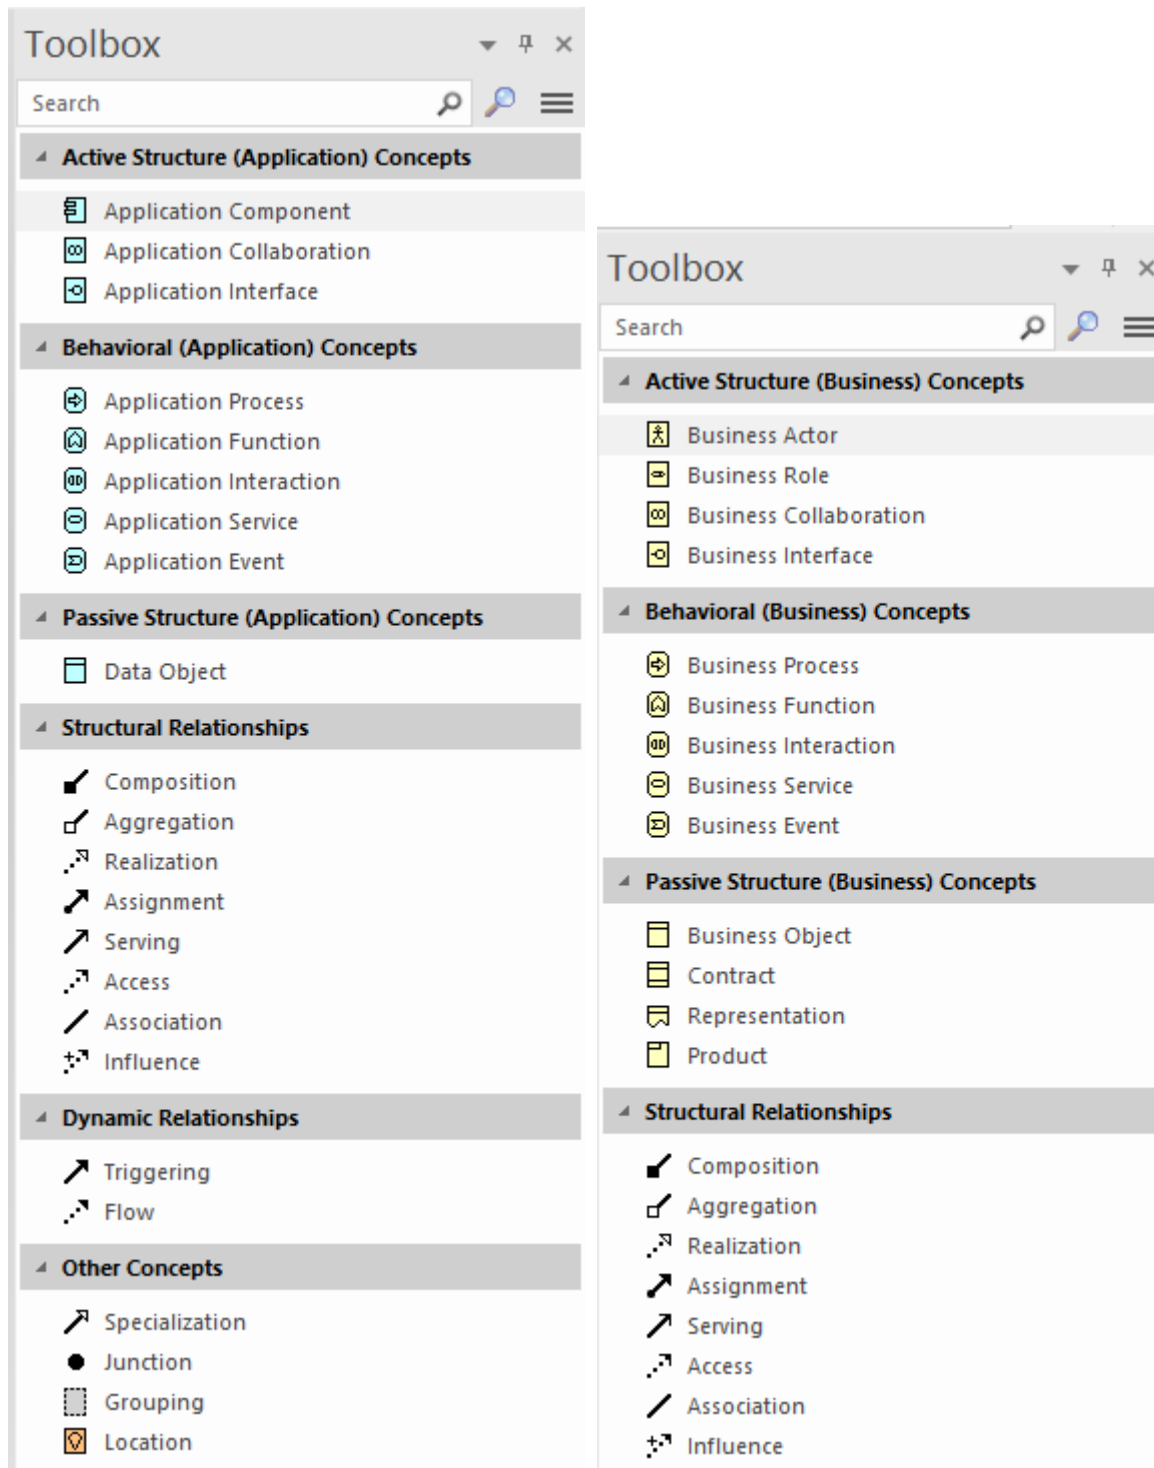 Toolbox
Search
Active Structure (Application) Concepts
Application Component
Application Collaboration
Application Interface
Behavioral (Application) Concepts
Application Process
Application Function
Application Interaction
Application Service
Application Event
Passive Structure (Application) Concepts
Data Object
Structural Relationships
Composition
Aggregation
Realization
Assignment
Serving
Access
Association
Influence
Dynamic Relationships
Triggering
Flow
Other Concepts
Specialization
Junction
Grouping
Location
Toolbox
Search
Active Structure (Business) Concepts
Business Actor
Business Role
Business Collaboration
Business Interface
Behavioral (Business) Concepts
Business Process
Business Function
Business Interaction
Business Service
Business Event
Passive Structure (Business) Concepts
Business Object
Contract
Representation
Product
Structural Relationships
Composition
Aggregation
Realization
Assignment
Serving
Access
Association
Influence